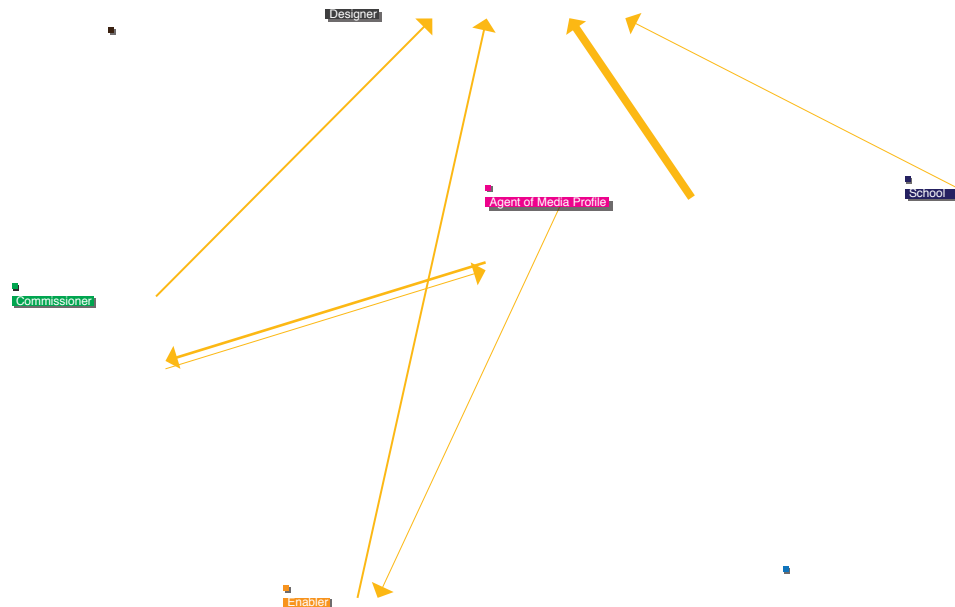 Designer
School
Agent of Media Profile
Commissioner
Enabler